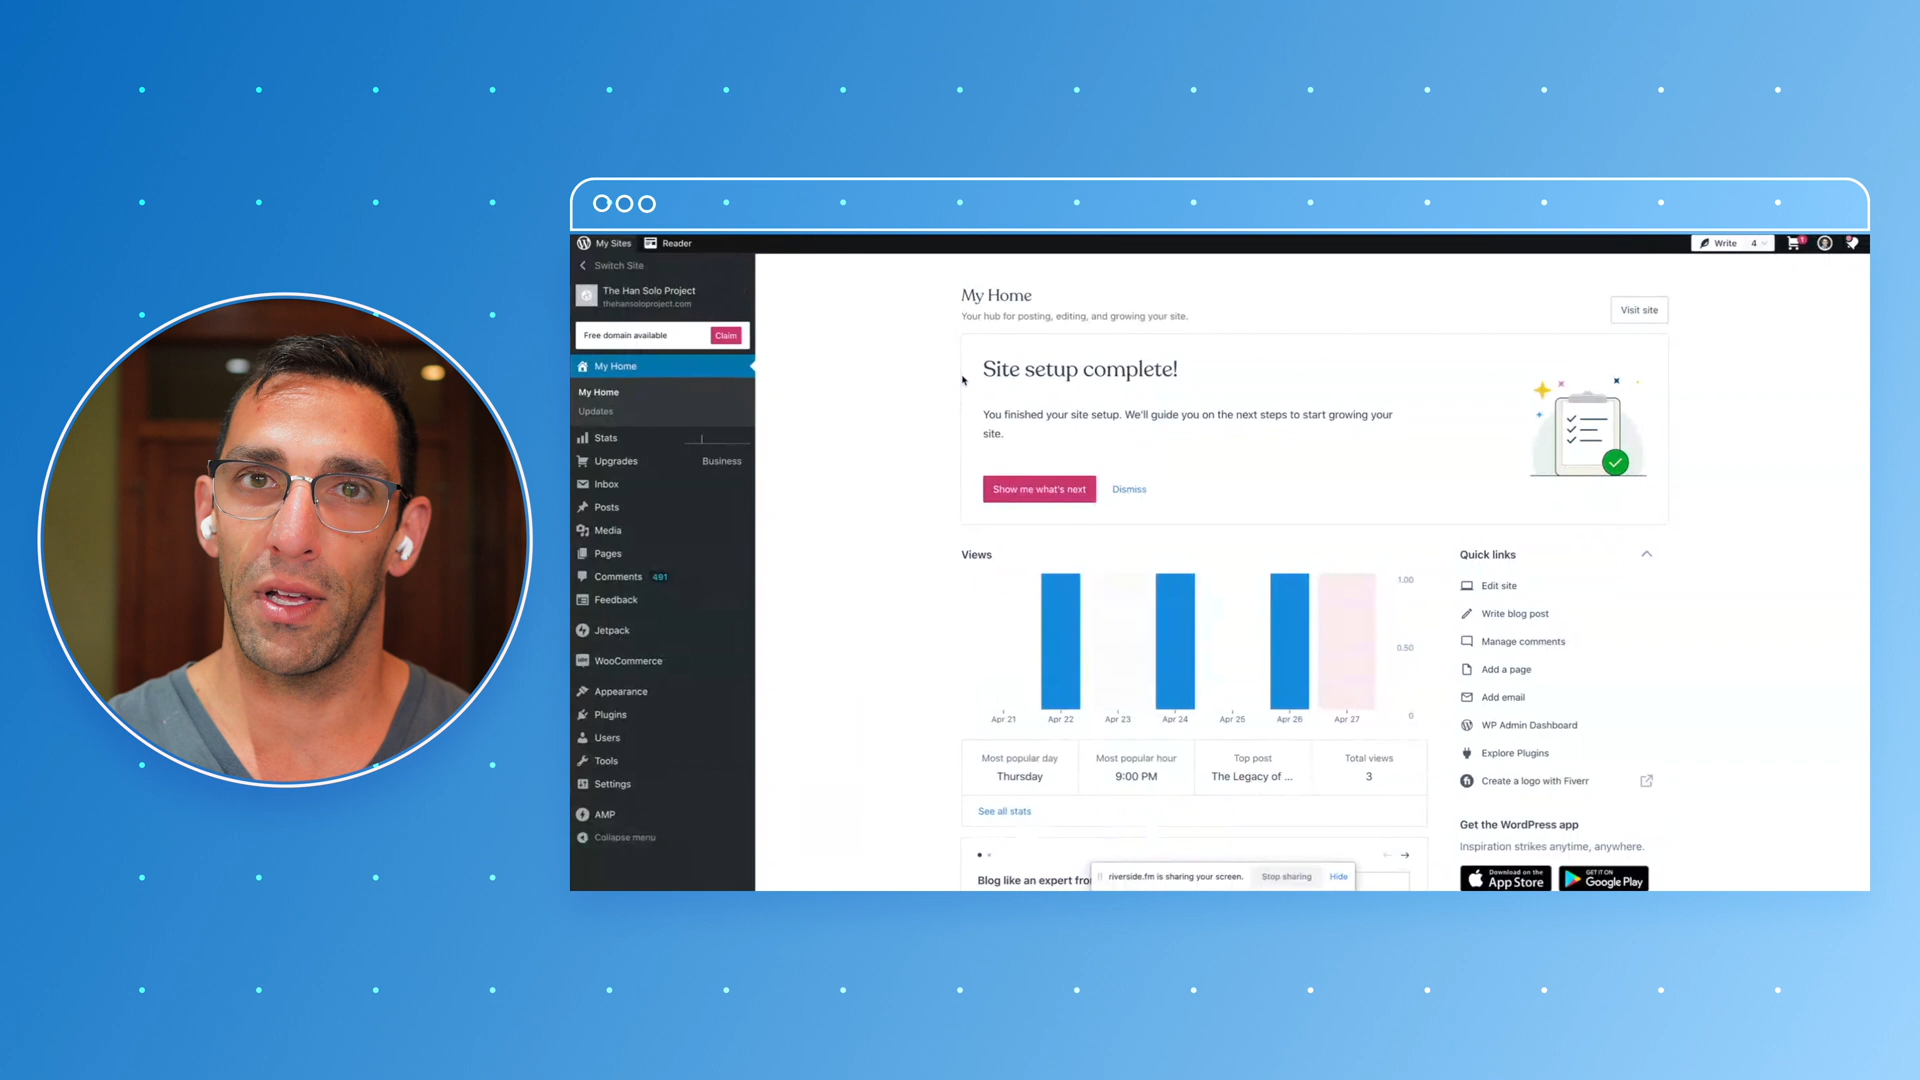 My Sites
Reader
Write 4
1
Switch Site
The Han Solo Project
thehansoloproject.com
Free domain available
Claim
My Home
My Home
Updates
Stats
Upgrades Business
Inbox
Posts
Media
Pages
Comments 491
Feedback
Jetpack
WooCommerce
Appearance
Plugins
Users
Tools
Settings
AMP
Collapse menu
My Home
Your hub for posting, editing, and growing your site.
Visit site
Site setup complete!
You finished your site setup. We'll guide you on the next steps to start growing your
site.
Show me what's next
Dismiss
Views
1.00
0.50
0
Apr 21 Apr 22 Apr 23 Apr 24 Apr 25 Apr 26 Apr 27
Most popular day
Thursday
Most popular hour
9:00 PM
Top post
The Legacy of ...
Total views
3
See all stats
Blog like an expert from
riverside.fm is sharing your screen.
Stop sharing
Hide
Quick links
Edit site
Write blog post
Manage comments
Add a page
Add email
WP Admin Dashboard
Explore Plugins
Create a logo with Fiverr
Get the WordPress app
Inspiration strikes anytime, anywhere.
Download on the
App Store
GET IT ON
Google Play